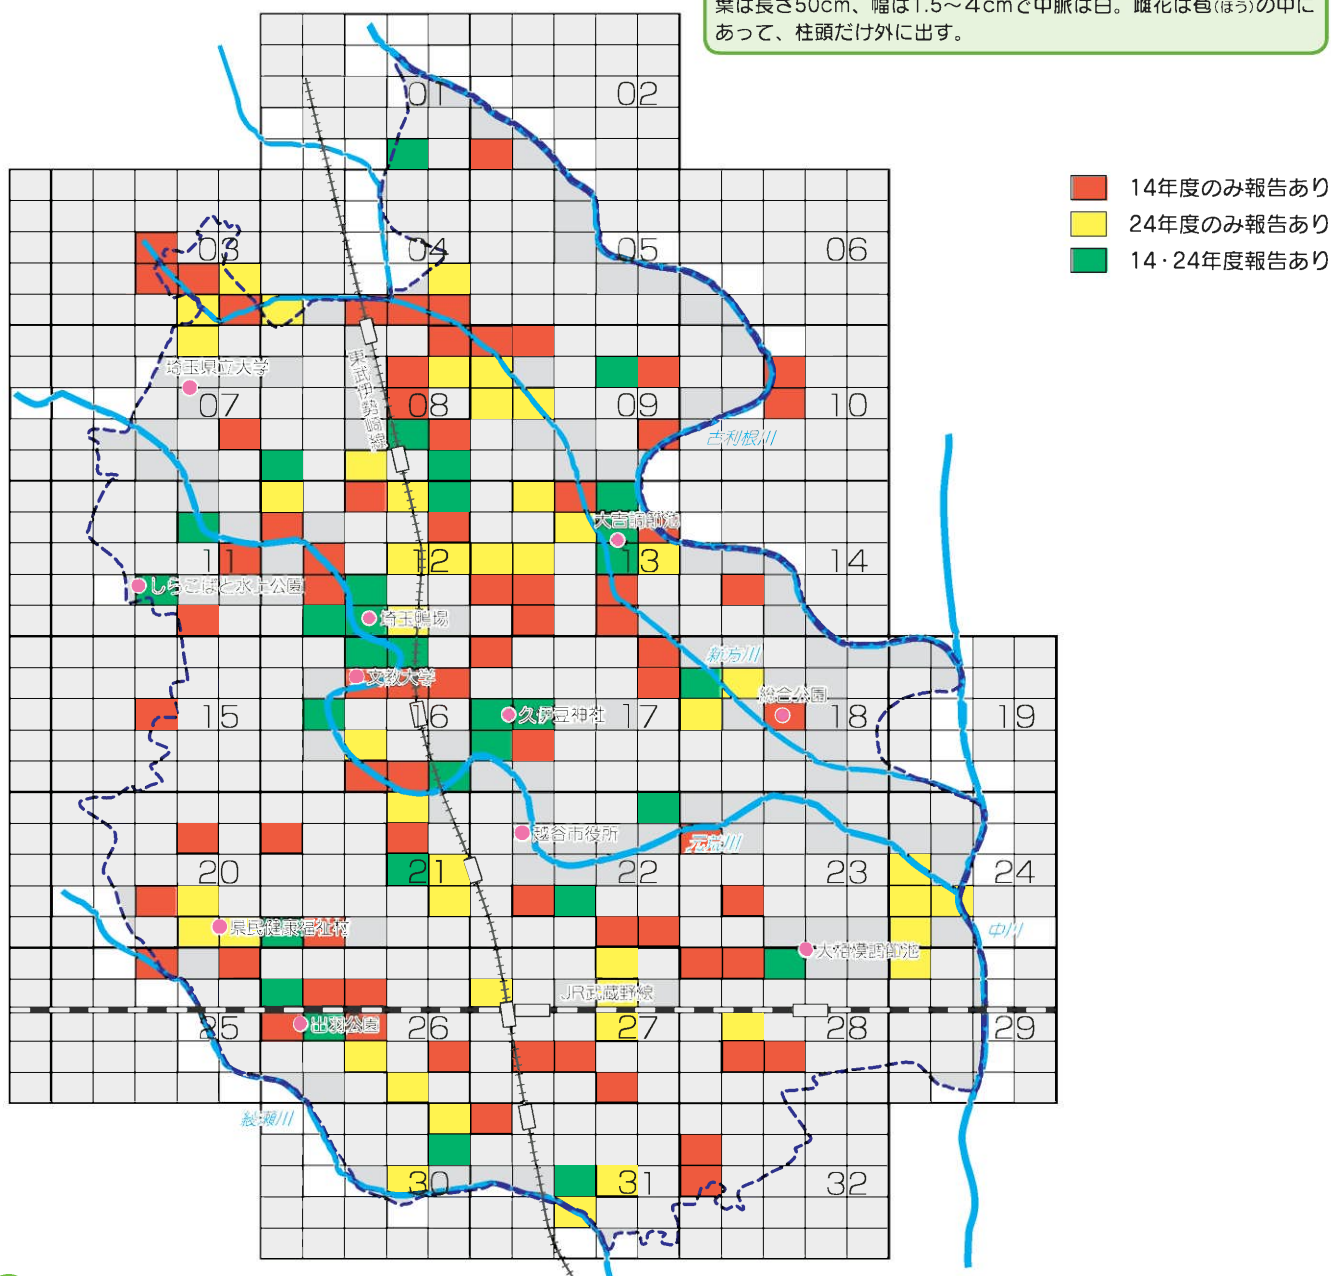 葉は長さ50cm、幅は1.5～4cmで中脈は白。雌花は苞(ほう)の中に
あって、柱頭だけ外に出す。
01
02
14年度のみ報告あり
24年度のみ報告あり
14・24年度報告あり
03
04
05
06
埼玉県立大学
東武伊勢崎線
07
08
09
10
古利根川
大吉調節池
11
12
13
14
しらこばと水上公園
埼玉鴨場
新方川
文教大学
総合公園
15
16
久伊豆神社
17
18
19
越谷市役所
元荒川
20
21
22
23
24
県民健康福祉村
中川
大相模調節池
JR武蔵野線
出羽公園
25
26
27
28
29
綾瀬川
30
31
32